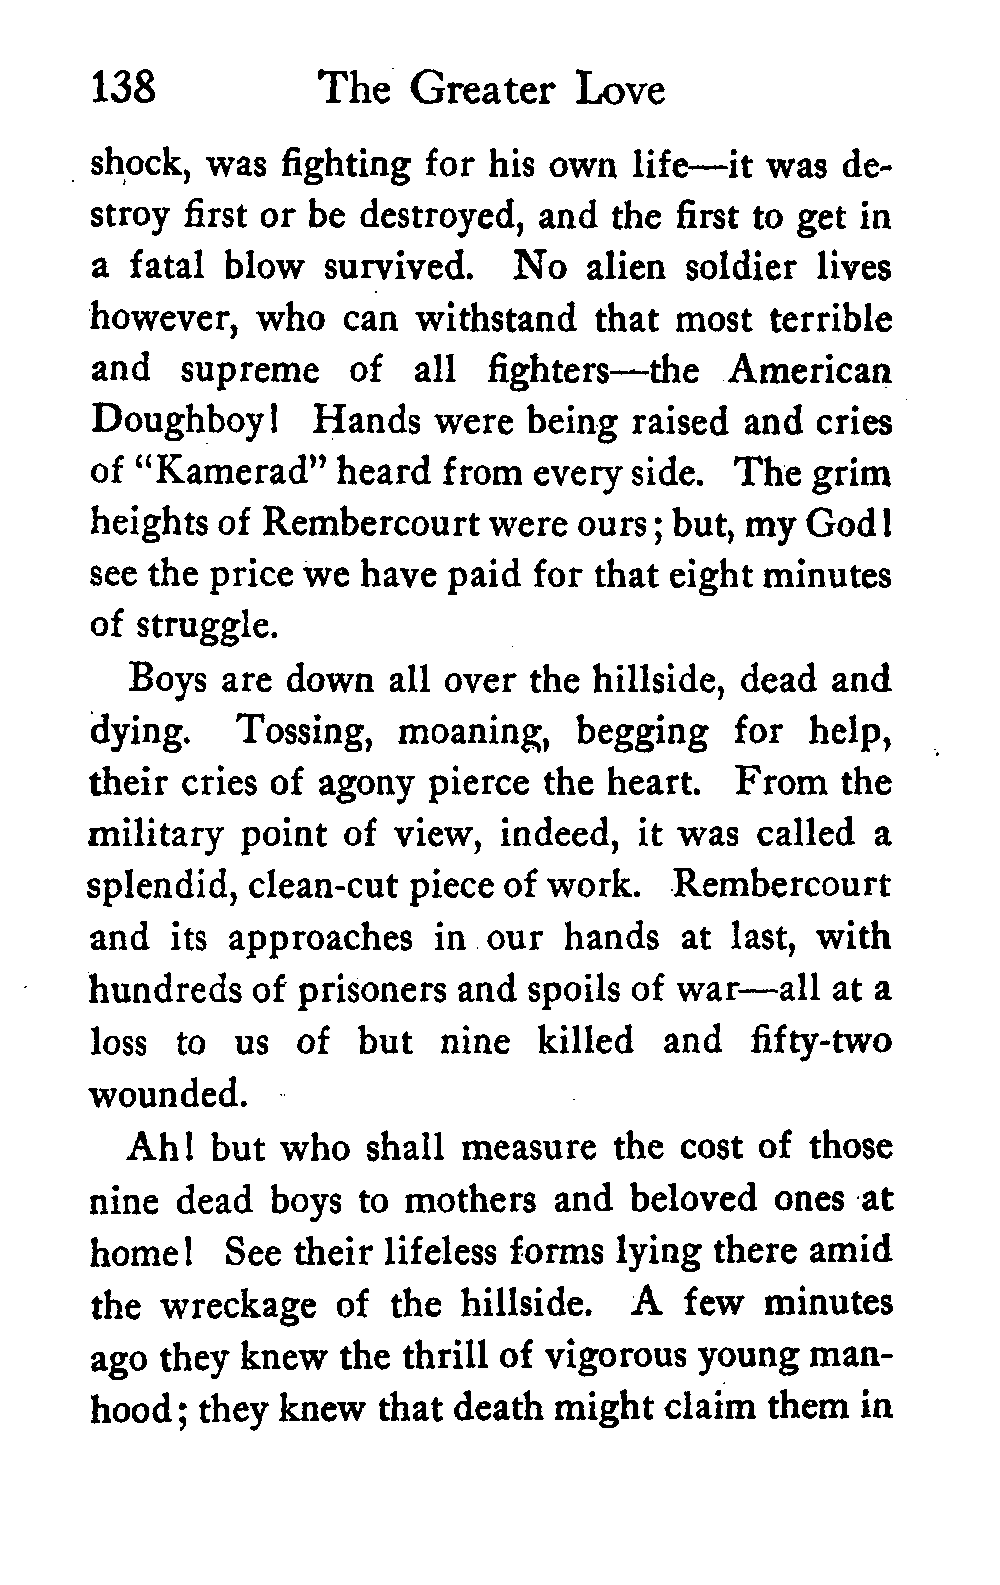 138 The Greater Love
shock, was fighting for his own life—it was de-
stroy first or be destroyed, and the first to get in
a fatal blow survived. No alien soldier lives
however, who can withstand that most terrible
and supreme of all fighters—the American
Doughboy! Hands were being raised and cries
of “Kamerad” heard from every side. The grim
heights of Rembercourt were ours; but, my God!
see the price we have paid for that eight minutes
of struggle.
Boys are down all over the hillside, dead and
dying. Tossing, moaning, begging for help,
their cries of agony pierce the heart. From the
military point of view, indeed, it was called a
splendid, clean-cut piece of work. Rembercourt
and its approaches in our hands at last, with
hundreds of prisoners and spoils of war—all at a
loss to us of but nine killed and fifty-two
wounded.
Ah! but who shall measure the cost of those
nine dead boys to mothers and beloved ones at
home! See their lifeless forms lying there amid
the wreckage of the hillside. A few minutes
ago they knew the thrill of vigorous young man-
hood; they knew that death might claim them in